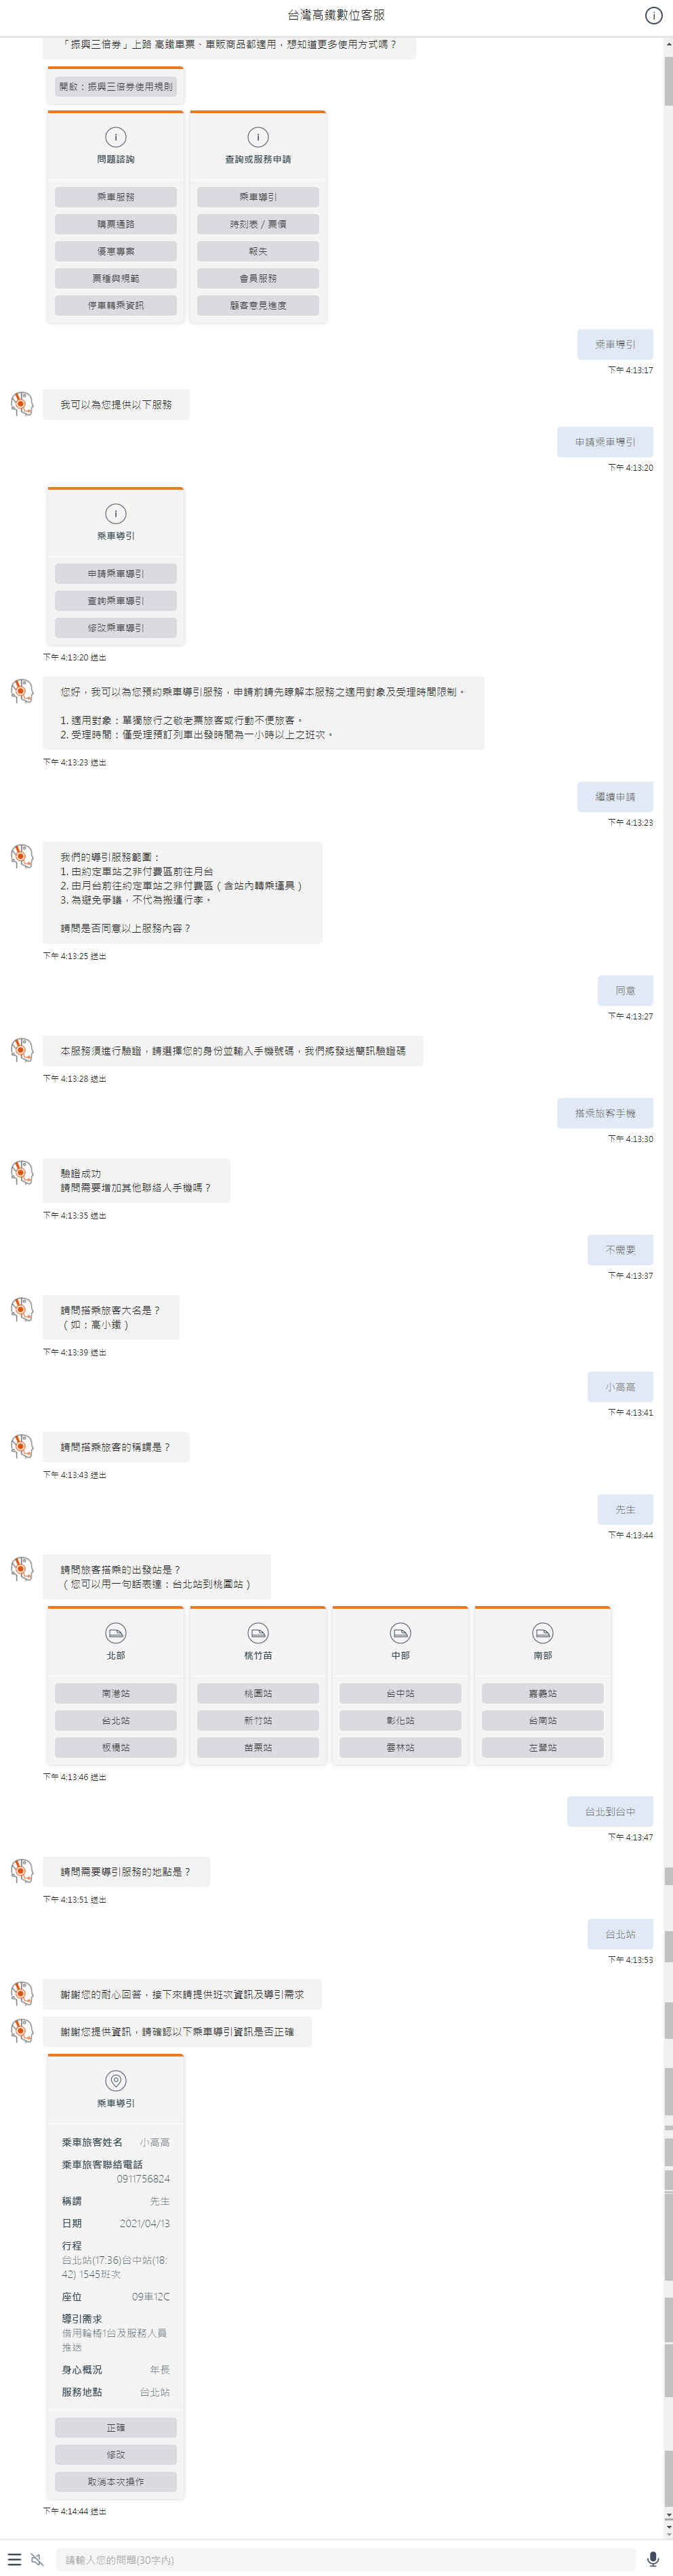 台灣高鐵數位客服
「振興三倍券」上路 高鐵車票、車販商品都適用，想知道更多使用方式嗎？
開啟：振興三倍券使用規則
問題諮詢
乘車服務
購票通路
優惠專案
票種與規範
停車轉乘資訊
查詢或服務申請
乘車導引
時刻表 / 票價
報失
會員服務
顧客意見進度
乘車導引
下午 4:13:17
我可以為您提供以下服務
申請乘車導引
下午 4:13:20
乘車導引
申請乘車導引
查詢乘車導引
修改乘車導引
下午 4:13:20 送出
您好，我可以為您預約乘車導引服務，申請前請先瞭解本服務之適用對象及受理時間限制。
1. 適用對象：單獨旅行之敬老票旅客或行動不便旅客。
2. 受理時間：僅受理預訂列車出發時間為一小時以上之班次。
下午 4:13:23 送出
繼續申請
下午 4:13:23
我們的導引服務範圍：
1. 由約定車站之非付費區前往月台
2. 由月台前往約定車站之非付費區（含站內轉乘運具）
3. 為避免爭議，不代為搬運行李。
請問是否同意以上服務內容？
下午 4:13:25 送出
同意
下午 4:13:27
本服務須進行驗證，請選擇您的身份並輸入手機號碼，我們將發送簡訊驗證碼
下午 4:13:28 送出
搭乘旅客手機
下午 4:13:30
驗證成功
請問需要增加其他聯絡人手機嗎？
下午 4:13:35 送出
不需要
下午 4:13:37
請問搭乘旅客大名是？
（如：高小鐵）
下午 4:13:39 送出
小高高
下午 4:13:41
請問搭乘旅客的稱謂是？
下午 4:13:43 送出
先生
下午 4:13:44
請問旅客搭乘的出發站是？
（您可以用一句話表達：台北站到桃園站）
北部
南港站
台北站
板橋站
桃竹苗
桃園站
新竹站
苗栗站
中部
台中站
彰化站
雲林站
南部
嘉義站
台南站
左營站
下午 4:13:46 送出
台北到台中
下午 4:13:47
請問需要導引服務的地點是？
下午 4:13:51 送出
台北站
下午 4:13:53
謝謝您的耐心回答，接下來請提供班次資訊及導引需求
謝謝您提供資訊，請確認以下乘車導引資訊是否正確
乘車導引
乘車旅客姓名 小高高
乘車旅客聯絡電話
0911756824
稱謂 先生
日期 2021/04/13
行程
台北站(17:36)台中站(18:
42) 1545班次
座位 09車12C
導引需求
借用輪椅1台及服務人員
推送
身心概況 年長
服務地點 台北站
正確
修改
取消本次操作
下午 4:14:44 送出
請輸入您的問題(30字內)